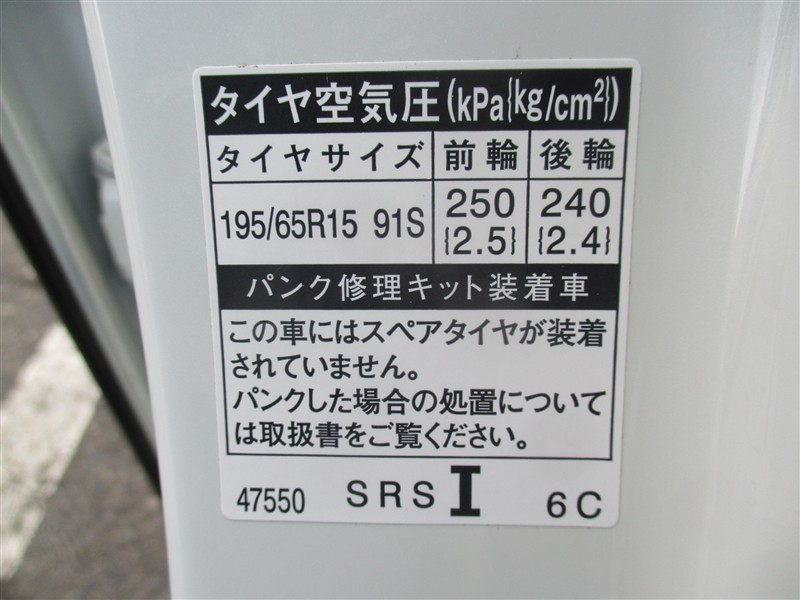 タイヤ空気圧(kPa{kg/cm²})
タイヤサイズ 前輪 後輪
195/65R15 91S 250 240
{2.5} {2.4}
パンク修理キット装着車
この車にはスペアタイヤが装着
されていません。
パンクした場合の処置について
は取扱書をご覧ください。
47550 SRS I 6C